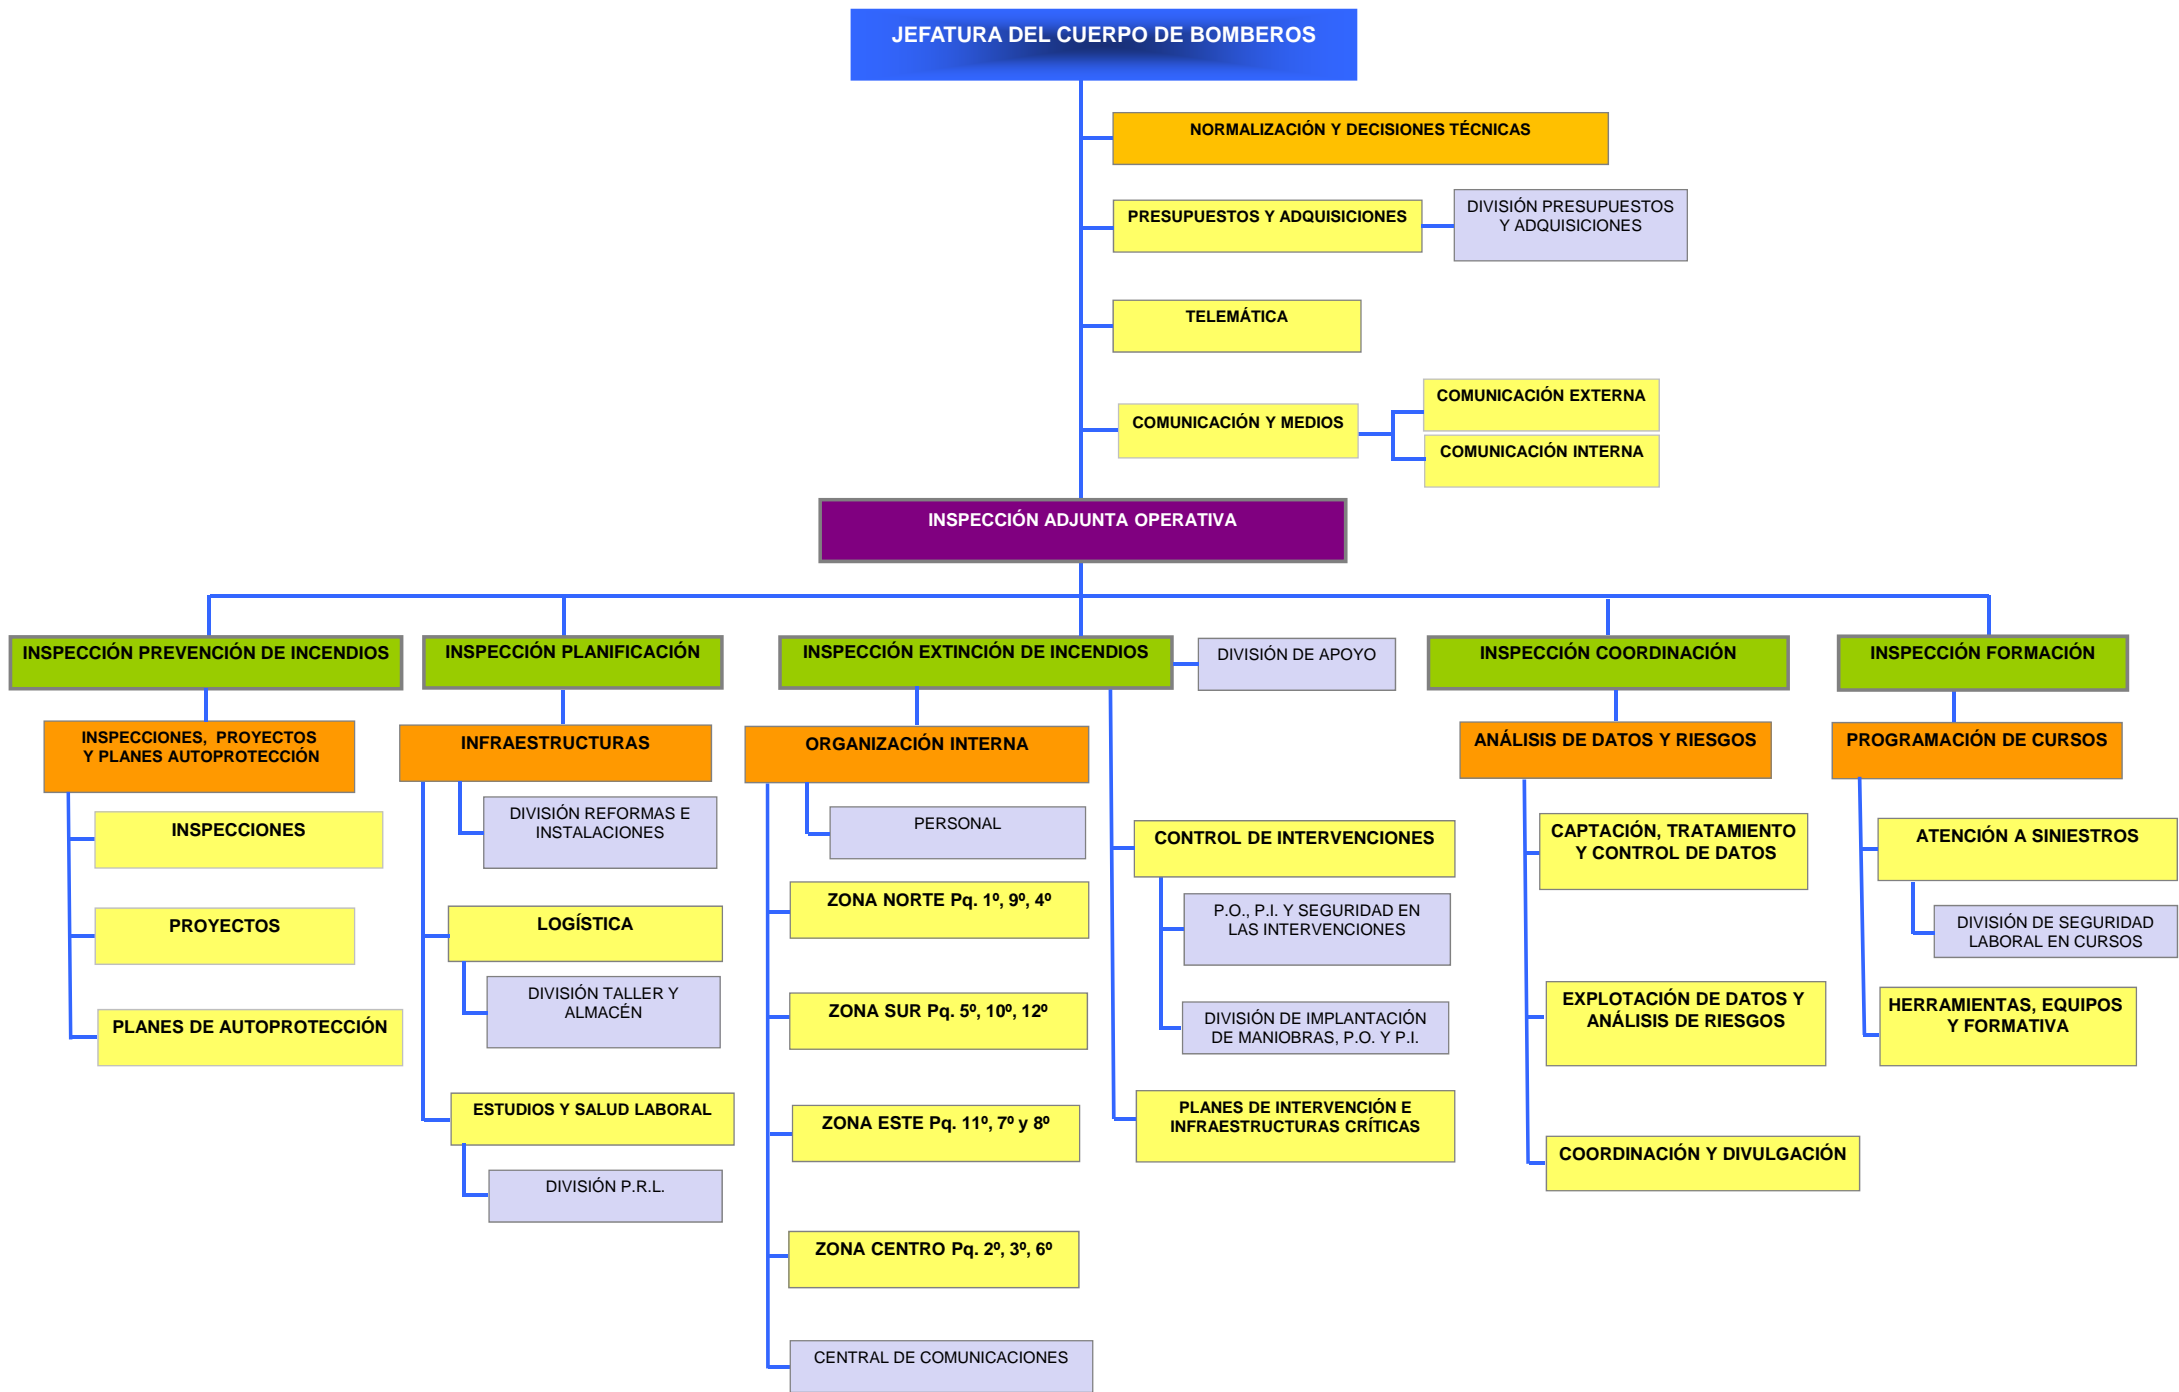 JEFATURA DEL CUERPO DE BOMBEROS
NORMALIZACIÓN Y DECISIONES TÉCNICAS
PRESUPUESTOS Y ADQUISICIONES
DIVISIÓN PRESUPUESTOS
Y ADQUISICIONES
TELEMÁTICA
COMUNICACIÓN Y MEDIOS
COMUNICACIÓN EXTERNA
COMUNICACIÓN INTERNA
INSPECCIÓN ADJUNTA OPERATIVA
INSPECCIÓN PREVENCIÓN DE INCENDIOS
INSPECCIONES, PROYECTOS
Y PLANES AUTOPROTECCIÓN
INSPECCIONES
PROYECTOS
PLANES DE AUTOPROTECCIÓN
INSPECCIÓN PLANIFICACIÓN
INFRAESTRUCTURAS
DIVISIÓN REFORMAS E
INSTALACIONES
LOGÍSTICA
DIVISIÓN TALLER Y
ALMACÉN
ESTUDIOS Y SALUD LABORAL
DIVISIÓN P.R.L.
INSPECCIÓN EXTINCIÓN DE INCENDIOS
DIVISIÓN DE APOYO
ORGANIZACIÓN INTERNA
PERSONAL
ZONA NORTE Pq. 1º, 9º, 4º
ZONA SUR Pq. 5º, 10º, 12º
ZONA ESTE Pq. 11º, 7º y 8º
ZONA CENTRO Pq. 2º, 3º, 6º
CENTRAL DE COMUNICACIONES
CONTROL DE INTERVENCIONES
P.O., P.I. Y SEGURIDAD EN
LAS INTERVENCIONES
DIVISIÓN DE IMPLANTACIÓN
DE MANIOBRAS, P.O. Y P.I.
PLANES DE INTERVENCIÓN E
INFRAESTRUCTURAS CRÍTICAS
INSPECCIÓN COORDINACIÓN
ANÁLISIS DE DATOS Y RIESGOS
CAPTACIÓN, TRATAMIENTO
Y CONTROL DE DATOS
EXPLOTACIÓN DE DATOS Y
ANÁLISIS DE RIESGOS
COORDINACIÓN Y DIVULGACIÓN
INSPECCIÓN FORMACIÓN
PROGRAMACIÓN DE CURSOS
ATENCIÓN A SINIESTROS
DIVISIÓN DE SEGURIDAD
LABORAL EN CURSOS
HERRAMIENTAS, EQUIPOS
Y FORMATIVA